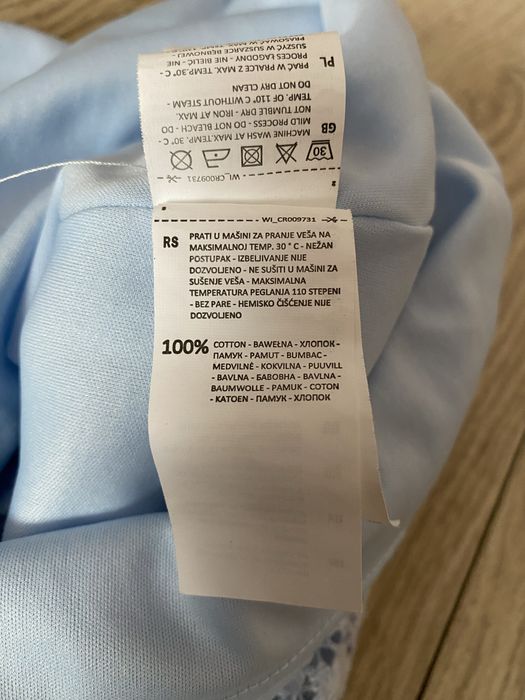 PRASOWAĆ W MAX. TEMP.
SUSZYĆ W SUSZARCE BĘBNOWEJ -
PROCES ŁAGODNY - NIE BIELIĆ - NIE
PL PRAĆ W PRALCE Z MAX. TEMP.30°C -
DO NOT DRY CLEAN
TEMP. OF 110°C WITHOUT STEAM -
NOT TUMBLE DRY - IRON AT MAX.
MILD PROCESS - DO NOT BLEACH - DO
GB MACHINE WASH AT MAX.TEMP. 30°C -
30
WI_CR009731
WI_CR009731
RS PRATI U MAŠINI ZA PRANJE VEŠA NA
MAKSIMALNOJ TEMP. 30 ° C - NEŽAN
POSTUPAK - IZBELJIVANJE NIJE
DOZVOLJENO - NE SUŠITI U MAŠINI ZA
SUŠENJE VEŠA - MAKSIMALNA
TEMPERATURA PEGLANJA 110 STEPENI
- BEZ PARE - HEMISKO ČIŠĆENJE NIJE
DOZVOLJENO
100% COTTON - BAWEŁNA - ХЛОПОК -
ПАМУК - PAMUT - BUMBAC -
MEDVILNĖ - KOKVILNA - PUUVILL
- BAVLNA - БАВОВНА - BAVLNA -
BAUMWOLLE - PAMUK - COTON
- KATOEN - ПАМУК - ХЛОПОК